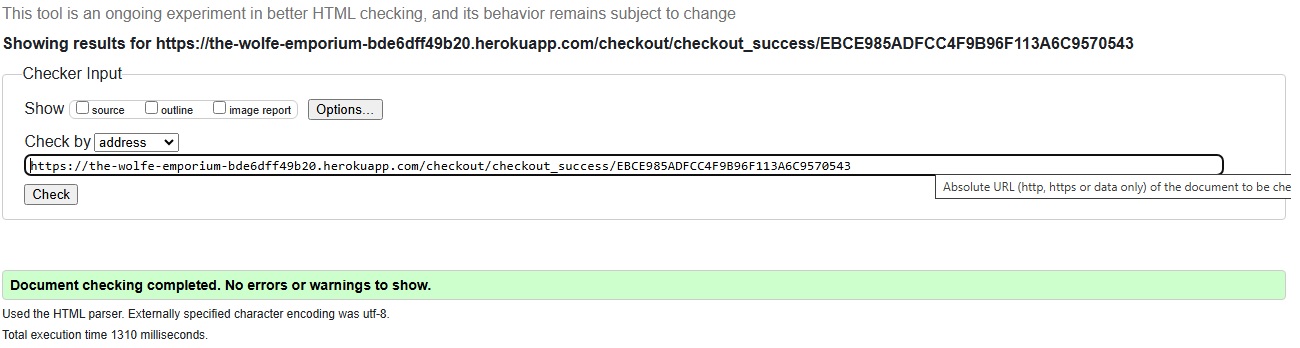 This tool is an ongoing experiment in better HTML checking, and its behavior remains subject to change
Showing results for https://the-wolfe-emporium-bde6dff49b20.herokuapp.com/checkout/checkout_success/EBCE985ADFCC4F9B96F113A6C9570543
Checker Input
Show source outline image report Options...
Check by address
https://the-wolfe-emporium-bde6dff49b20.herokuapp.com/checkout/checkout_success/EBCE985ADFCC4F9B96F113A6C9570543
Absolute URL (http, https or data only) of the document to be che
Check
Document checking completed. No errors or warnings to show.
Used the HTML parser. Externally specified character encoding was utf-8.
Total execution time 1310 milliseconds.